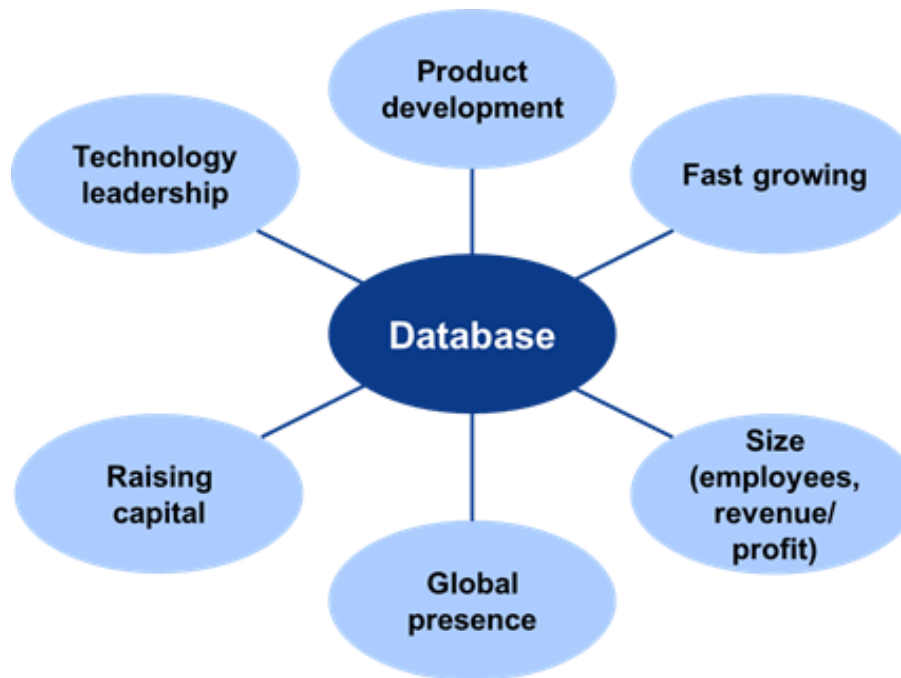 Product
development
Technology
leadership
Fast growing
Database
Raising
capital
Size
(employees,
revenue/
profit)
Global
presence